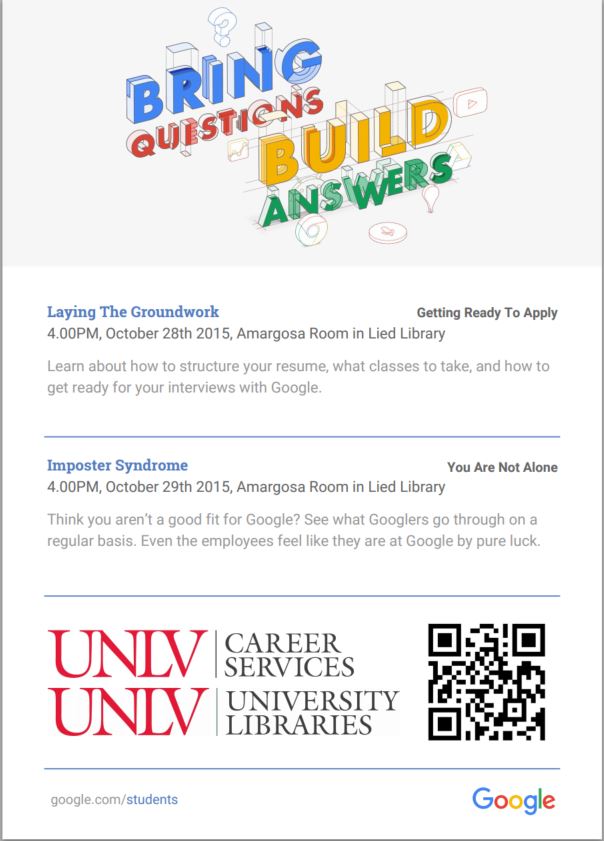 BRING
QUESTIONS
BUILD
ANSWERS
Laying The Groundwork
Getting Ready To Apply
4.00PM, October 28th 2015, Amargosa Room in Lied Library
Learn about how to structure your resume, what classes to take, and how to
get ready for your interviews with Google.
Imposter Syndrome
You Are Not Alone
4.00PM, October 29th 2015, Amargosa Room in Lied Library
Think you aren’t a good fit for Google? See what Googlers go through on a
regular basis. Even the employees feel like they are at Google by pure luck.
UNLV CAREER
SERVICES
UNLV UNIVERSITY
LIBRARIES
google.com/students
Google